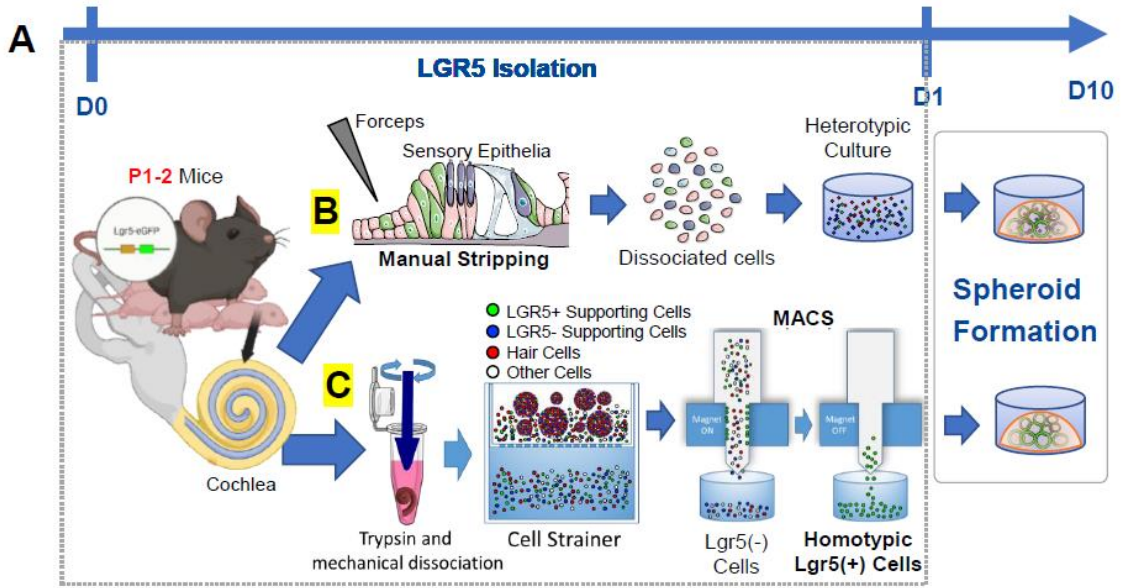 A
LGR5 Isolation
D0
D1
D10
Forceps
Sensory Epithelia
Heterotypic
Culture
P1-2 Mice
Lgr5-eGFP
B
Manual Stripping
Dissociated cells
Spheroid
Formation
LGR5+ Supporting Cells
LGR5- Supporting Cells
Hair Cells
Other Cells
MACS
C
Magnet
ON
Magnet
OFF
Cochlea
Trypsin and
mechanical dissociation
Cell Strainer
Lgr5(-)
Cells
Homotypic
Lgr5(+) Cells